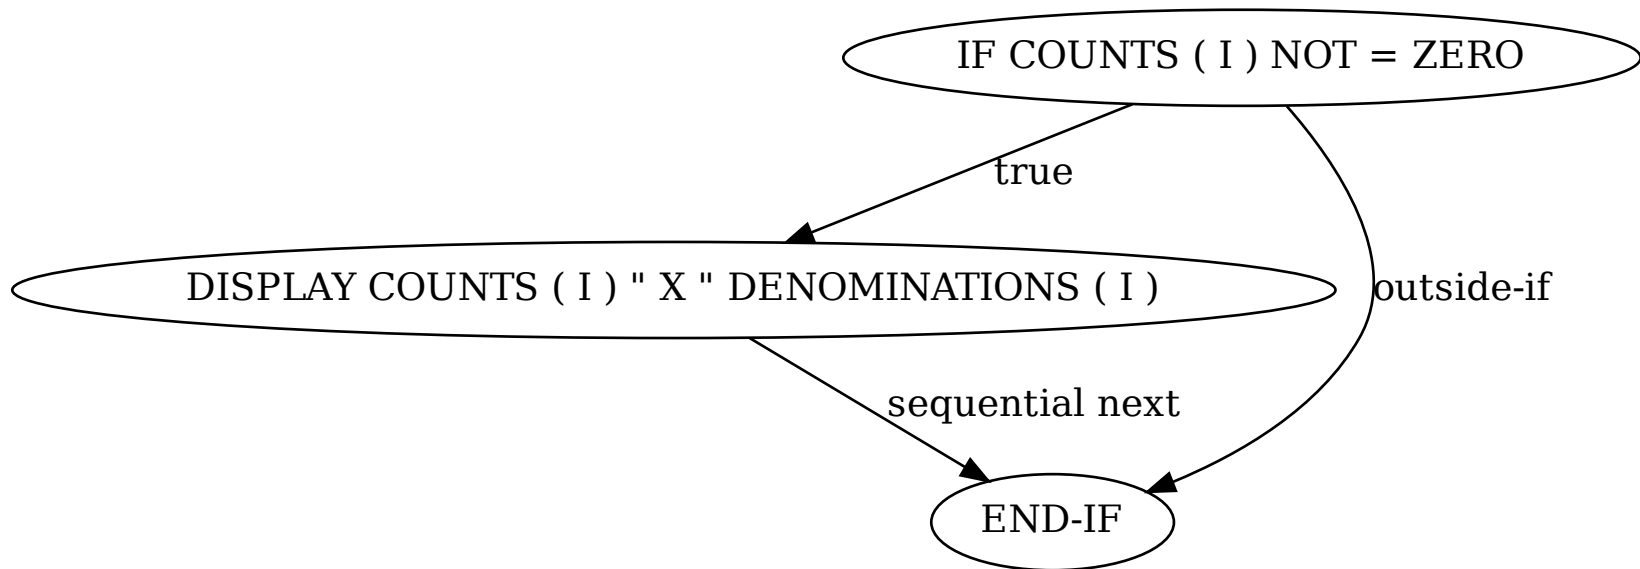 IF COUNTS ( I ) NOT = ZERO
true
DISPLAY COUNTS ( I ) " X " DENOMINATIONS ( I )
outside-if
sequential next
END-IF